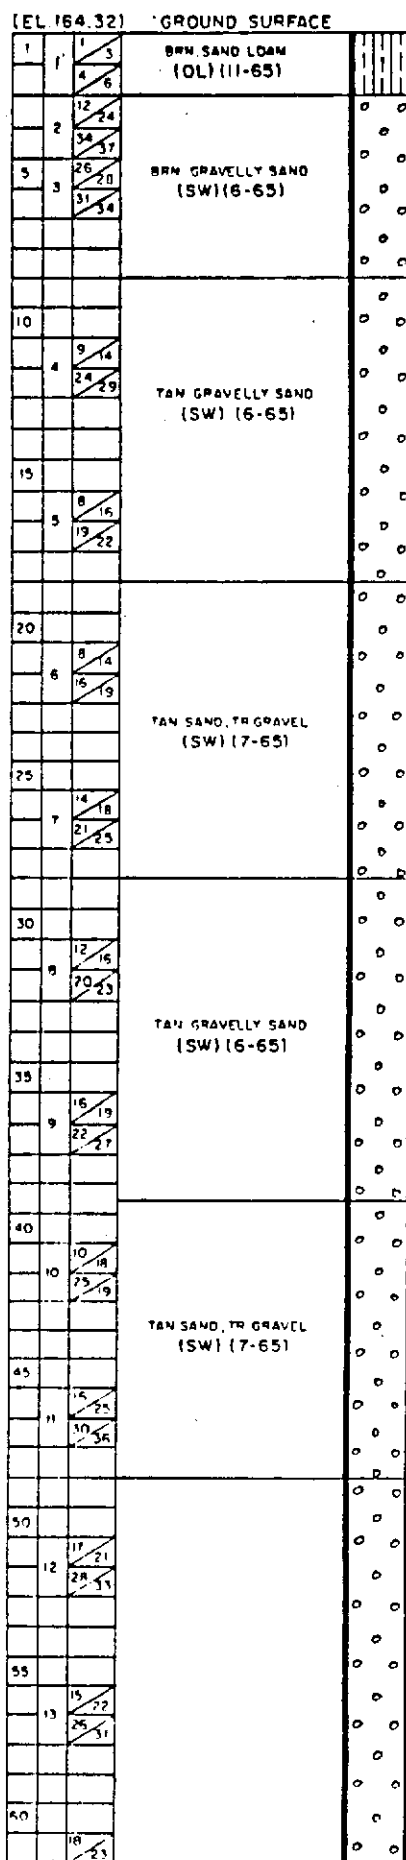 (EL.164.32) GROUND SURFACE
1 1 1 3 BRN. SAND LOAM
4 6 (OL) (11-65)
2 12 24
34 37
5 3 26 28 BRN GRAVELLY SAND
31 34 (SW) (6-65)
10
4 9 14
24 29 TAN GRAVELLY SAND
(SW) (6-65)
15
5 8 16
19 22
20
6 8 14
16 19
TAN SAND, TR GRAVEL
(SW) (7-65)
25
7 14 18
21 25
30
8 12 16
20 23
TAN GRAVELLY SAND
(SW) (6-65)
35
9 16 19
22 27
40
10 10 18
25 19
TAN SAND, TR GRAVEL
(SW) (7-65)
45
11 16 25
30 36
50
12 17 21
28 33
55
13 15 22
26 31
60
18 23